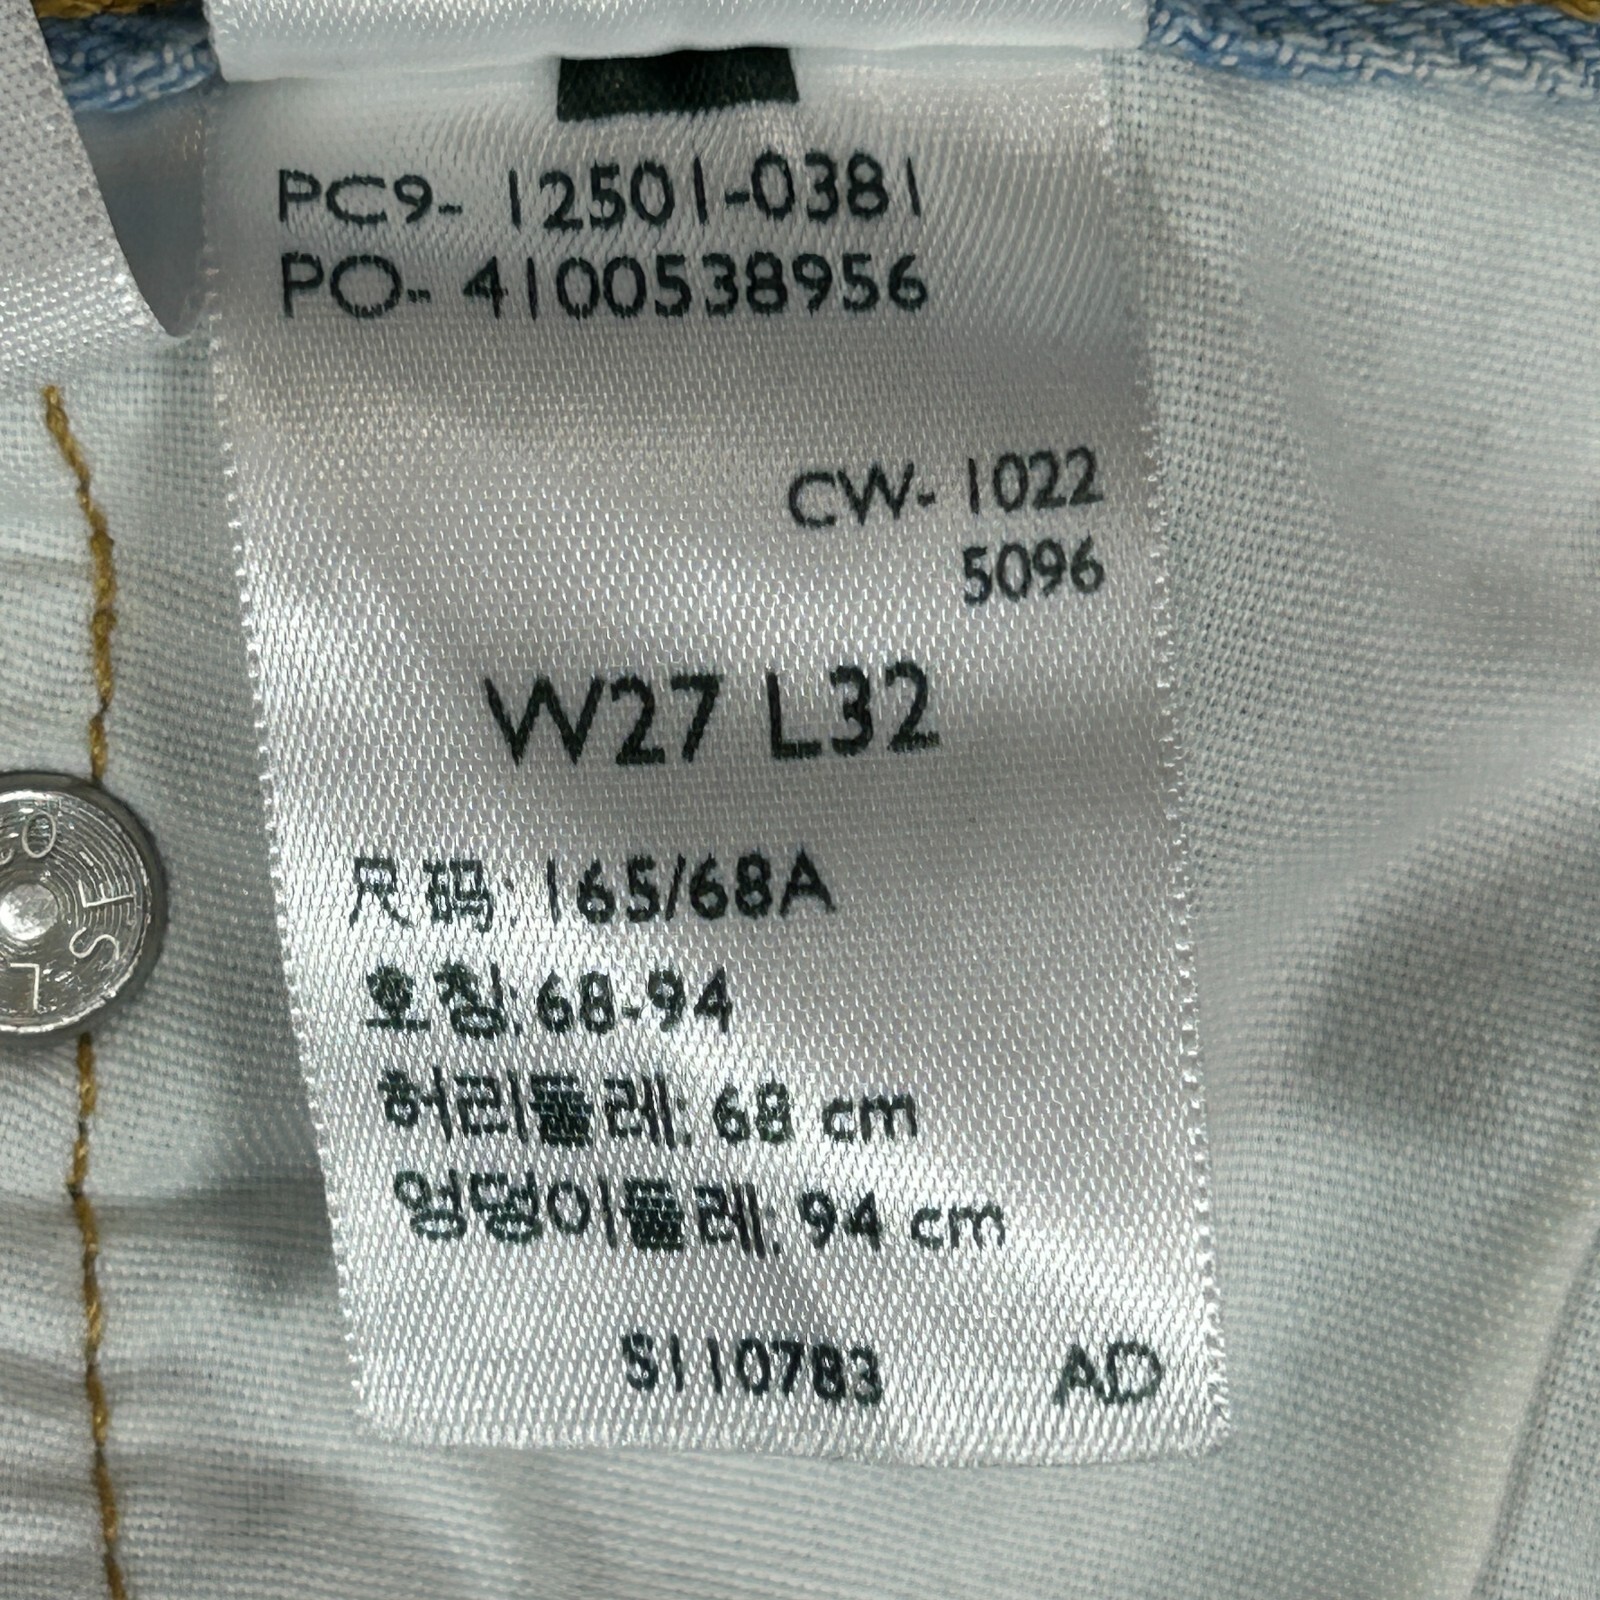 PC9- 12501-0381
PO- 4100538956
CW- 1022
5096
W27 L32
尺码: 165/68A
호칭: 68-94
허리둘레: 68 cm
엉덩이둘레: 94 cm
S110783 AD